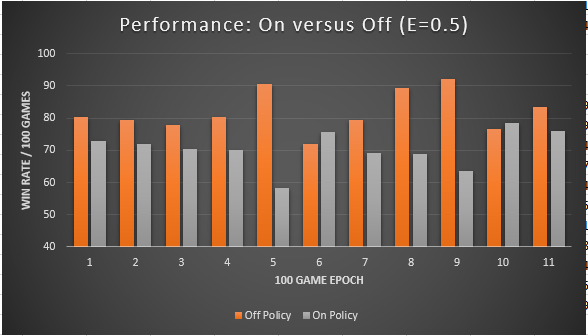 Performance: On versus Off (E=0.5)
100
90
80
70
60
50
40
WIN RATE / 100 GAMES
1 2 3 4 5 6 7 8 9 10 11
100 GAME EPOCH
Off Policy On Policy